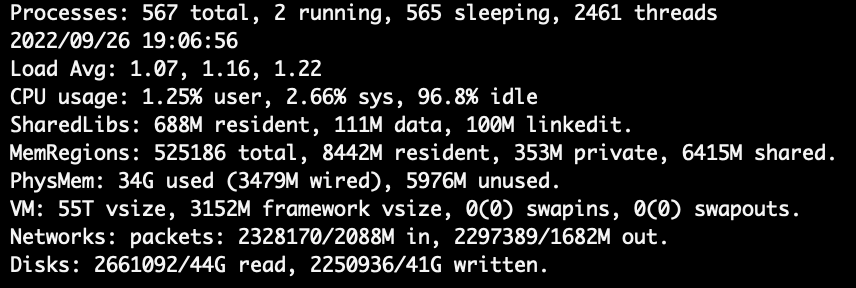 Processes: 567 total, 2 running, 565 sleeping, 2461 threads
2022/09/26 19:06:56
Load Avg: 1.07, 1.16, 1.22
CPU usage: 1.25% user, 2.66% sys, 96.8% idle
SharedLibs: 688M resident, 111M data, 100M linkedit.
MemRegions: 525186 total, 8442M resident, 353M private, 6415M shared.
PhysMem: 34G used (3479M wired), 5976M unused.
VM: 55T vsize, 3152M framework vsize, 0(0) swapins, 0(0) swapouts.
Networks: packets: 2328170/2088M in, 2297389/1682M out.
Disks: 2661092/44G read, 2250936/41G written.